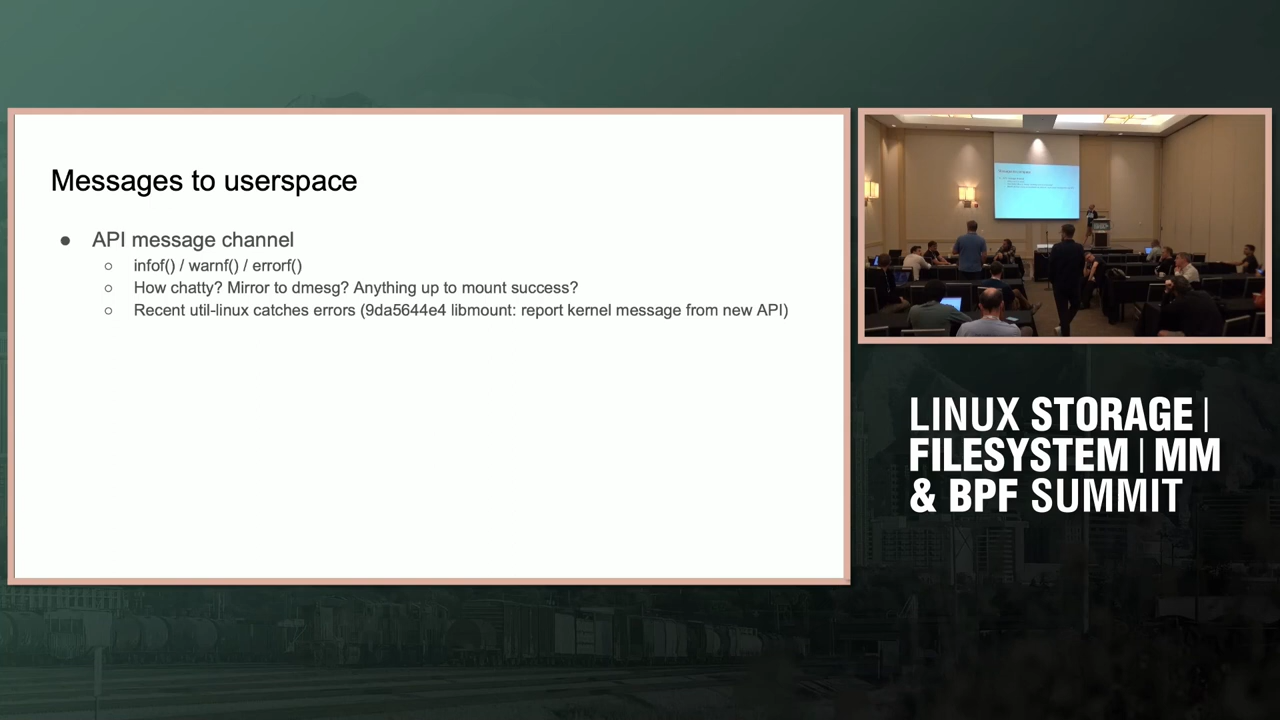 Messages to userspace
● API message channel
○ infof() / warnf() / errorf()
○ How chatty? Mirror to dmesg? Anything up to mount success?
○ Recent util-linux catches errors (9da5644e4 libmount: report kernel message from new API)
LINUX STORAGE |
FILESYSTEM | MM
& BPF SUMMIT